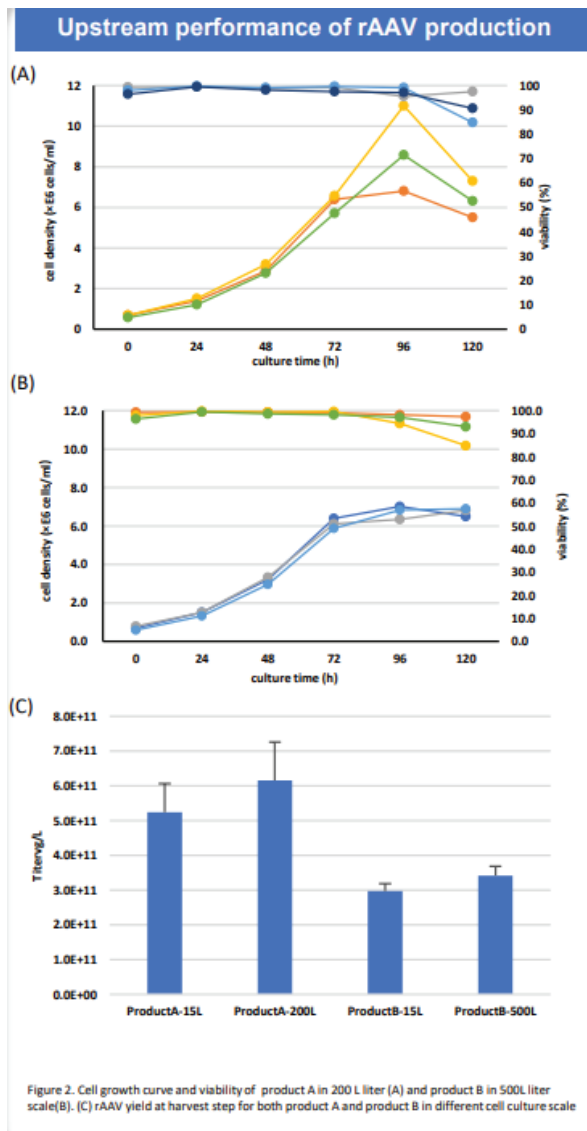 Upstream performance of rAAV production
(A)
12
10
8
6
4
2
0
cell density (×E6 cells/ml)
100
90
80
70
60
50
40
30
20
10
0
viability (%)
0 24 48 72 96 120
culture time (h)
(B)
12.0
10.0
8.0
6.0
4.0
2.0
0.0
cell density (×E6 cells/ml)
100.0
90.0
80.0
70.0
60.0
50.0
40.0
30.0
20.0
10.0
0.0
viability (%)
0 24 48 72 96 120
culture time (h)
(C)
8.0E+11
7.0E+11
6.0E+11
5.0E+11
4.0E+11
3.0E+11
2.0E+11
1.0E+11
0.0E+00
Titervg/L
ProductA-15L ProductA-200L ProductB-15L ProductB-500L
Figure 2. Cell growth curve and viability of product A in 200 L liter (A) and product B in 500L liter
scale(B). (C) rAAV yield at harvest step for both product A and product B in different cell culture scale